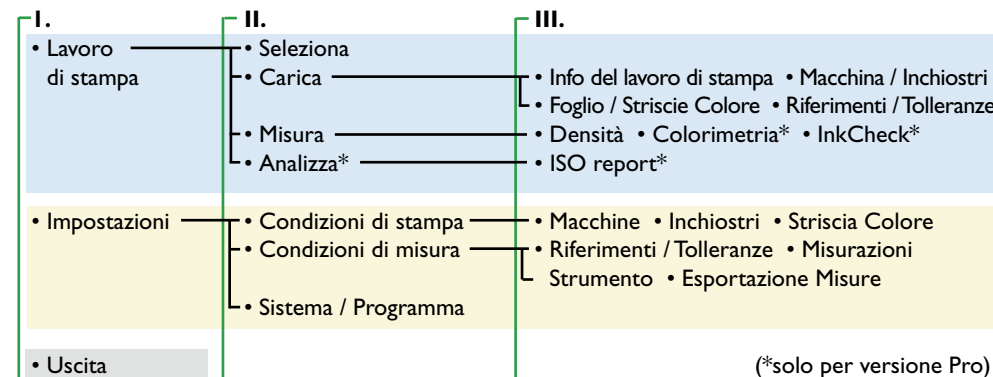 I. II. III.
• Lavoro • Seleziona
di stampa • Carica • Info del lavoro di stampa • Macchina / Inchiostri
• Foglio / Striscie Colore • Riferimenti / Tolleranze
• Misura • Densità • Colorimetria* • InkCheck*
• Analizza* • ISO report*
• Impostazioni • Condizioni di stampa • Macchine • Inchiostri • Striscia Colore
• Condizioni di misura • Riferimenti / Tolleranze • Misurazioni
Strumento • Esportazione Misure
• Sistema / Programma
• Uscita (*solo per versione Pro)